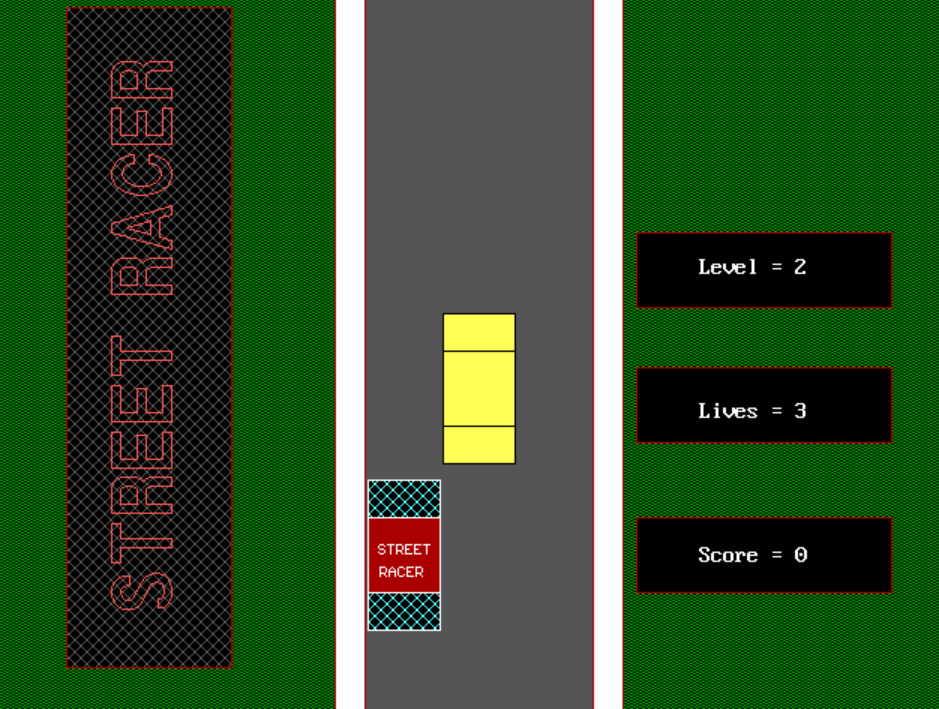 STREET RACER
Level = 2
Lives = 3
STREET
RACER
Score = 0